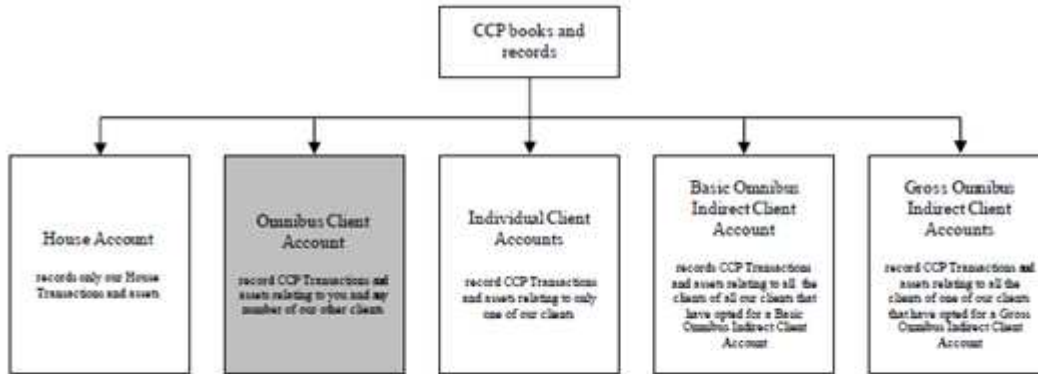 CCP books and
records
House Account
records only our House
Transactions and assets
Omnibus Client
Account
record CCP Transactions and
assets relating to you and any
number of our other clients
Individual Client
Accounts
record CCP Transactions
and assets relating to only
one of our clients
Basic Omnibus
Indirect Client
Account
records CCP Transactions
and assets relating to all the
clients of all our clients that
have opted for a Basic
Omnibus Indirect Client
Account
Gross Omnibus
Indirect Client
Accounts
record CCP Transactions and
assets relating to all the
clients of one of our clients
that have opted for a Gross
Omnibus Indirect Client
Account